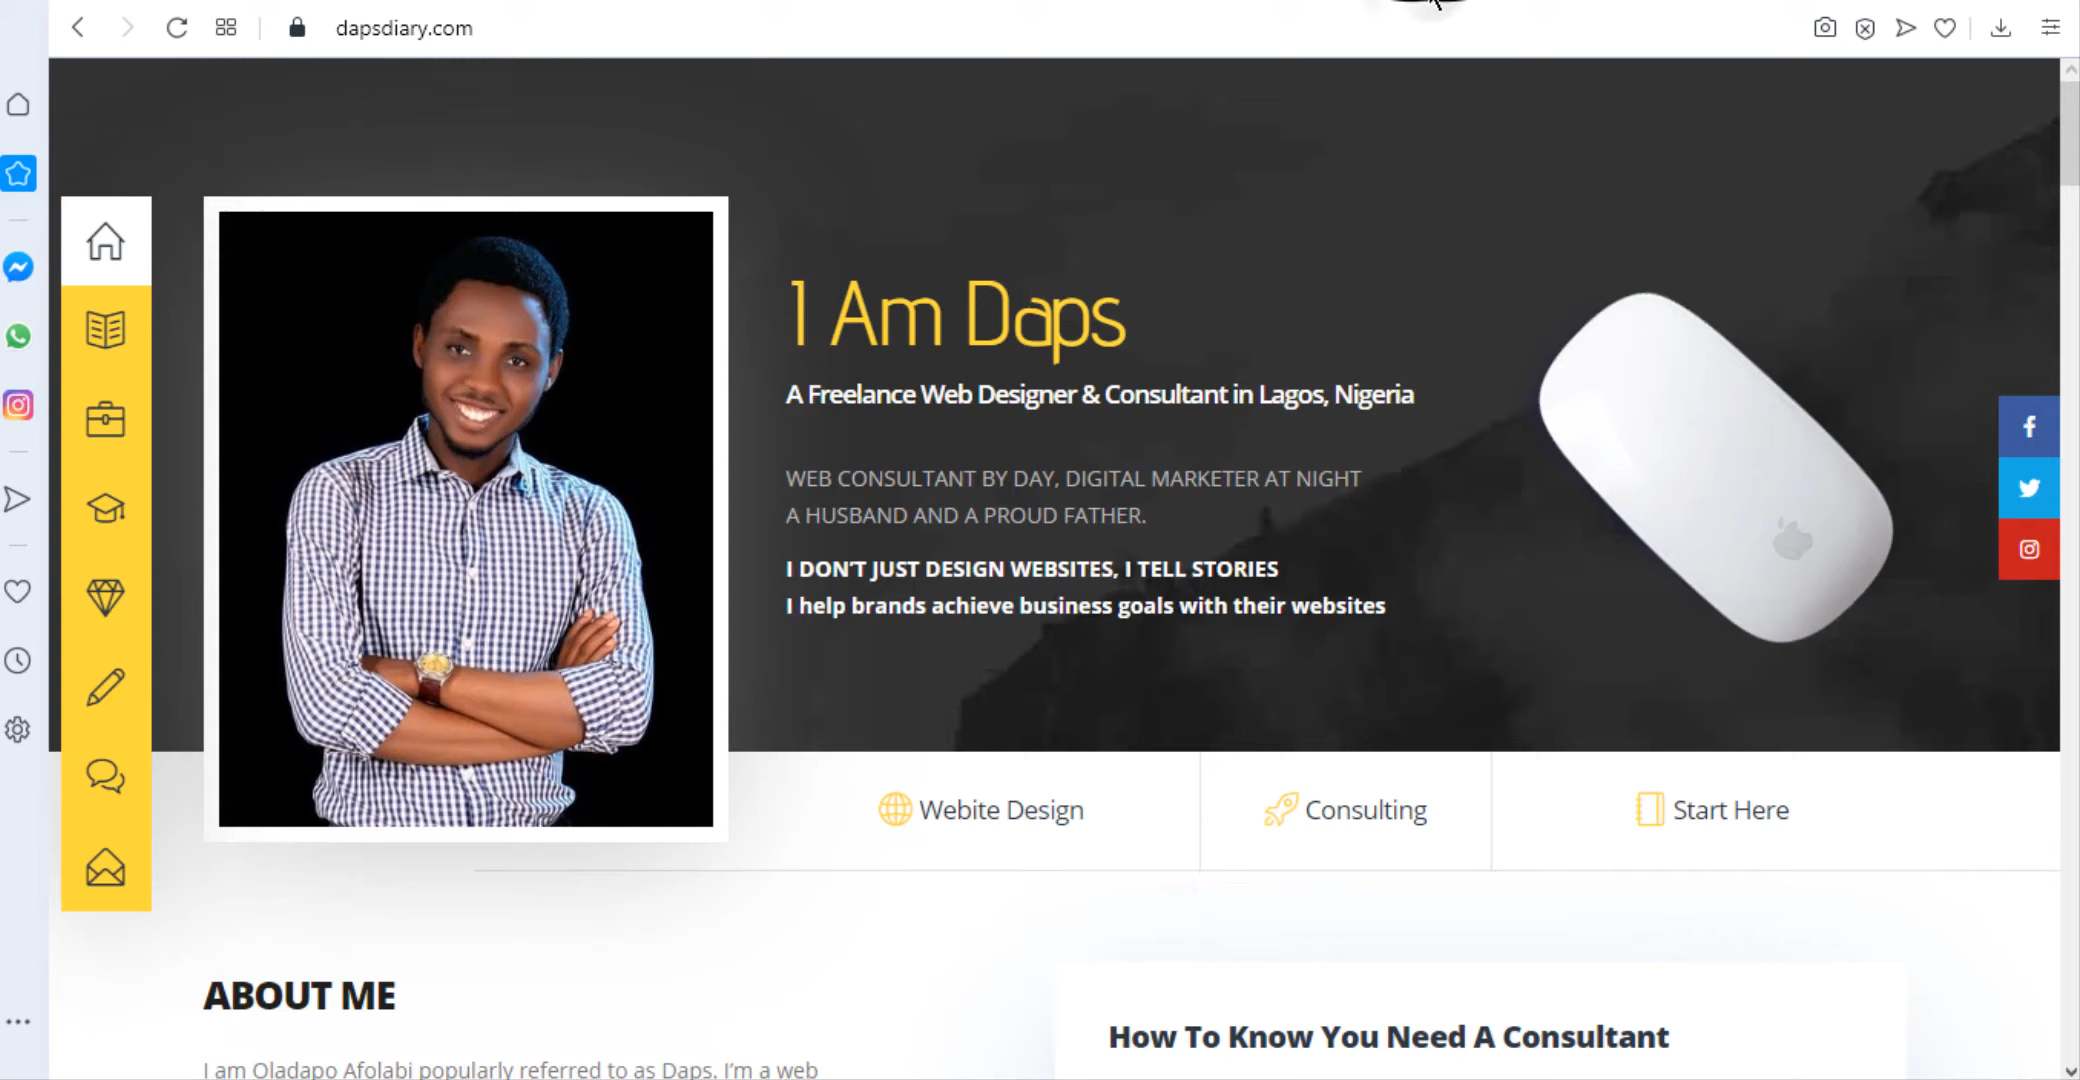 dapsdiary.com
I Am Daps
A Freelance Web Designer & Consultant in Lagos, Nigeria
WEB CONSULTANT BY DAY, DIGITAL MARKETER AT NIGHT
A HUSBAND AND A PROUD FATHER.
I DON'T JUST DESIGN WEBSITES, I TELL STORIES
I help brands achieve business goals with their websites
Webite Design
Consulting
Start Here
ABOUT ME
I am Oladapo Afolabi popularly referred to as Daps. I'm a web
How To Know You Need A Consultant